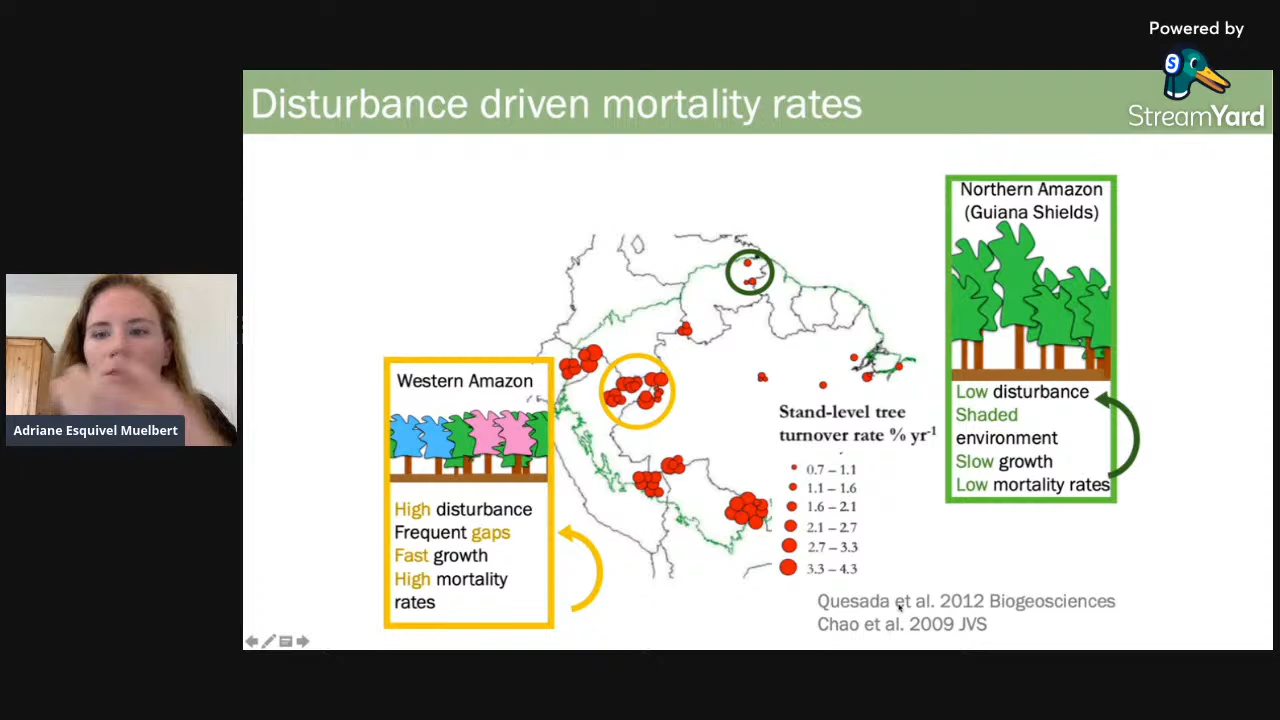 Powered by
S
StreamYard
Disturbance driven mortality rates
Northern Amazon
(Guiana Shields)
Low disturbance
Shaded
environment
Slow growth
Low mortality rates
Western Amazon
High disturbance
Frequent gaps
Fast growth
High mortality
rates
Stand-level tree
turnover rate % yr-1
0.7 – 1.1
1.1 – 1.6
1.6 – 2.1
2.1 – 2.7
2.7 – 3.3
3.3 – 4.3
Quesada et al. 2012 Biogeosciences
Chao et al. 2009 JVS
Adriane Esquivel Muelbert